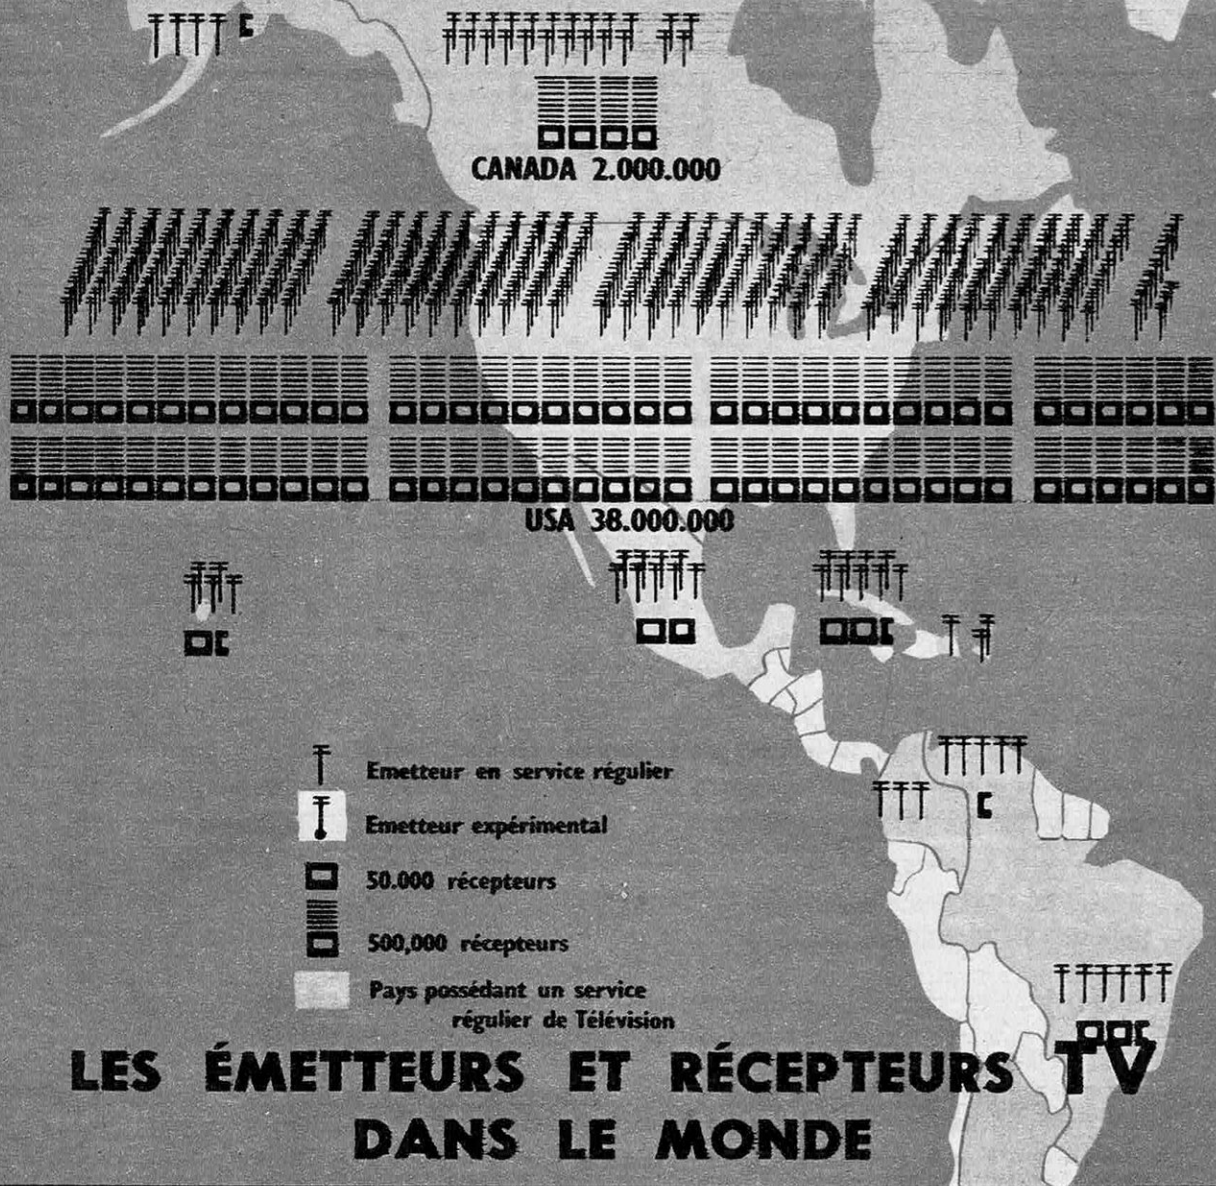 CANADA 2.000.000
USA 38.000.000
Emetteur en service régulier
Emetteur expérimental
50.000 récepteurs
500,000 récepteurs
Pays possédant un service
régulier de Télévision
LES ÉMETTEURS ET RÉCEPTEURS TV
DANS LE MONDE